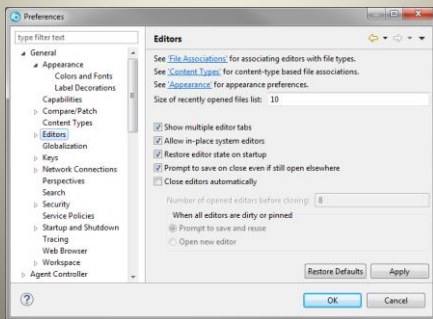 Preferences
type filter text
General
Appearance
Colors and Fonts
Label Decorations
Capabilities
Compare/Patch
Content Types
Editors
Globalization
Keys
Network Connections
Perspectives
Search
Security
Service Policies
Startup and Shutdown
Tracing
Web Browser
Workspace
Agent Controller
Editors
See 'File Associations' for associating editors with file types.
See 'Content Types' for content-type based file associations.
See 'Appearance' for appearance preferences.
Size of recently opened files list: 10
Show multiple editor tabs
Allow in-place system editors
Restore editor state on startup
Prompt to save on close even if still open elsewhere
Close editors automatically
Number of opened editors before closing: 8
When all editors are dirty or pinned
Prompt to save and reuse
Open new editor
Restore Defaults Apply
? OK Cancel